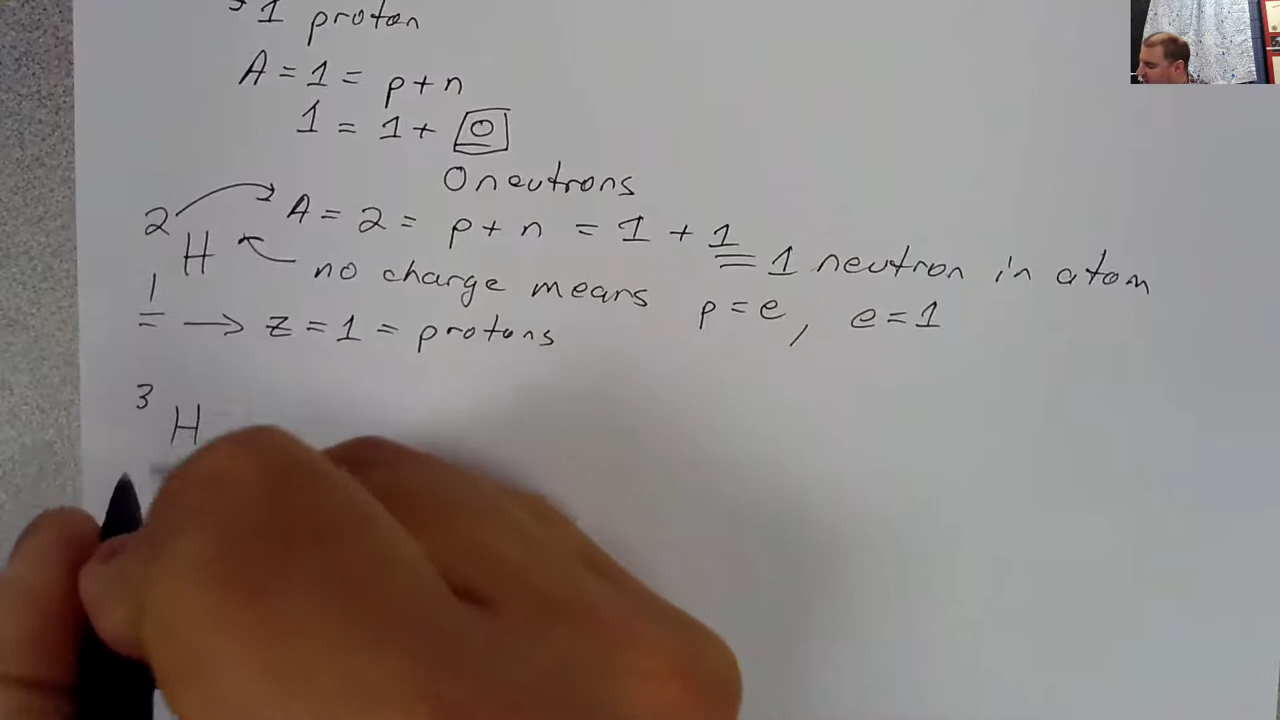 1 proton
A = 1 = p + n
1 = 1 + 0
0 neutrons
2 A = 2 = p + n = 1 + 1
= 1 neutron in atom
H no charge means p = e, e = 1
1 → z = 1 = protons
3
H